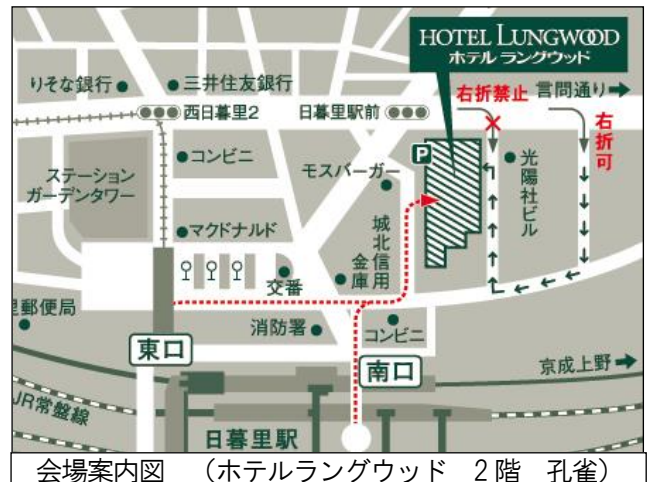 HOTEL LUNGWOOD
ホテル ラングウッド
りそな銀行
三井住友銀行
右折禁止
言問通り
西日暮里2
日暮里駅前
右折可
P
コンビニ
モスバーガー
光陽社ビル
ステーション
ガーデンタワー
マクドナルド
城北信用
金庫
交番
里郵便局
消防署
コンビニ
東口
南口
京成上野
JR常盤線
日暮里駅
会場案内図 （ホテルラングウッド 2階 孔雀）